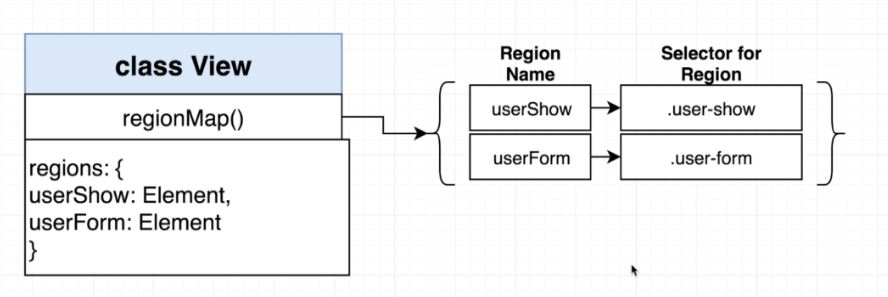 class View
regionMap()
regions: {
userShow: Element,
userForm: Element
}
Region
Name
Selector for
Region
userShow
.user-show
userForm
.user-form